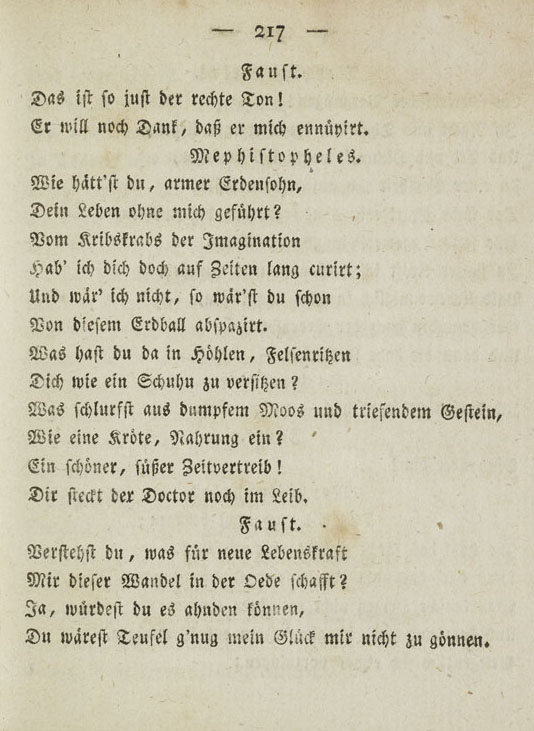 — 217 —
Faust.
Das ist so just der rechte Ton!
Er will noch Dank, daß er mich ennüyirt.
Mephistopheles.
Wie hätt'st du, armer Erdensohn,
Dein Leben ohne mich geführt?
Vom Kribskrabs der Imagination
Hab' ich dich doch auf Zeiten lang curirt;
Und wär' ich nicht, so wär'st du schon
Von diesem Erdball abspazirt.
Was hast du da in Höhlen, Felsenritzen
Dich wie ein Schuhu zu versitzen?
Was schlurfst aus dumpfem Moos und triefendem Gestein,
Wie eine Kröte, Nahrung ein?
Ein schöner, süßer Zeitvertreib!
Dir steckt der Doctor noch im Leib.
Faust.
Verstehst du, was für neue Lebenskraft
Mir dieser Wandel in der Oede schafft?
Ja, würdest du es ahnden können,
Du wärest Teufel g'nug mein Glück mir nicht zu gönnen.